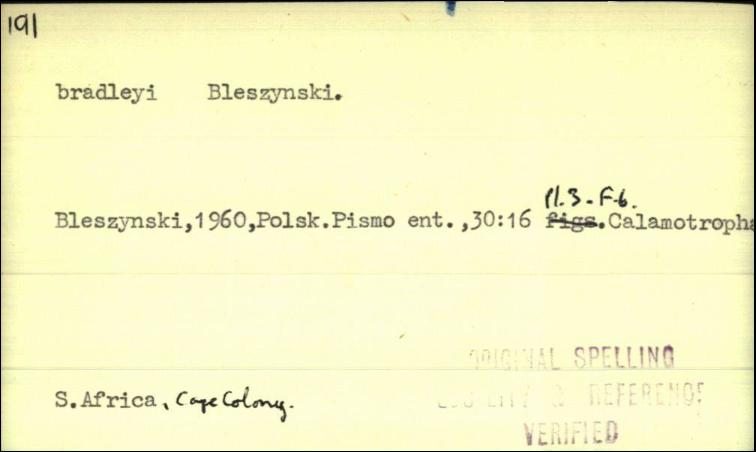 191
bradleyi Bleszynski.
pl.3. F.6.
Bleszynski,1960,Polsk.Pismo ent.,30:16 figs.Calamotropha
S.Africa, Cape Colony.
ORIGINAL SPELLING
LOCALITY & REFERENCE
VERIFIED